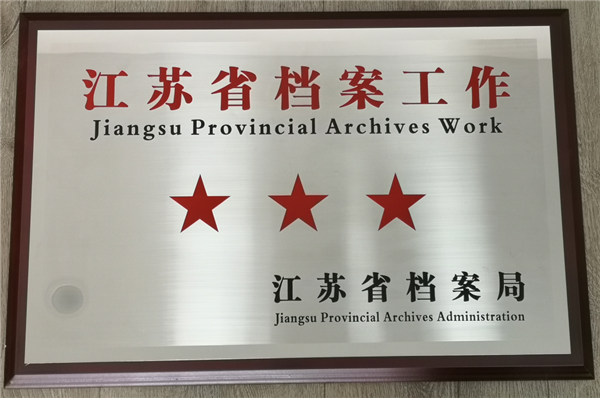 江苏省档案工作
Jiangsu Provincial Archives Work
江苏省档案局
Jiangsu Provincial Archives Administration